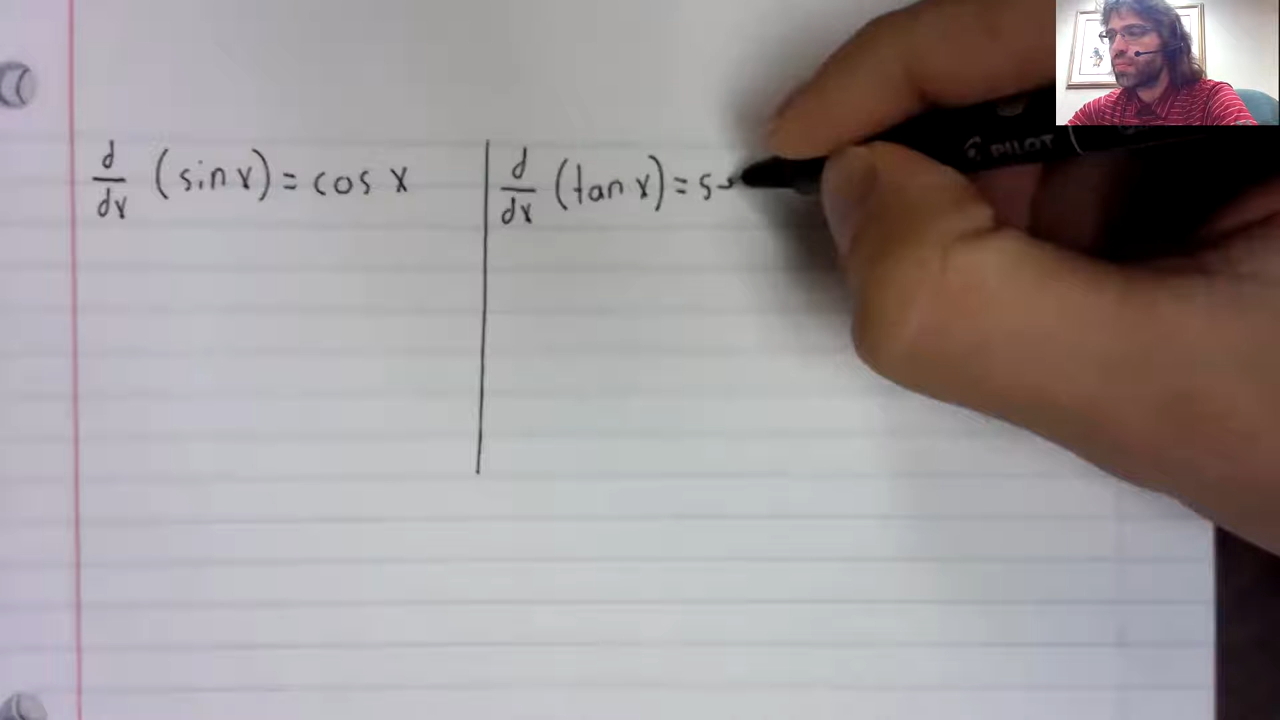 d/dx (sin x) = cos x
d/dx (tan x) = s
PILOT